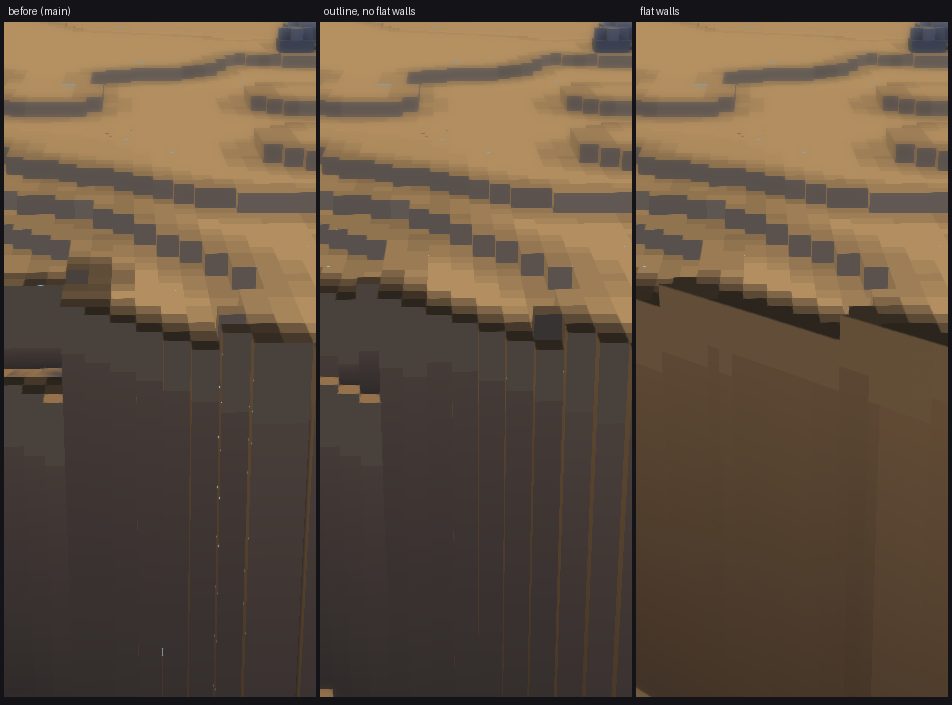 before (main)
outline, no flat walls
flat walls